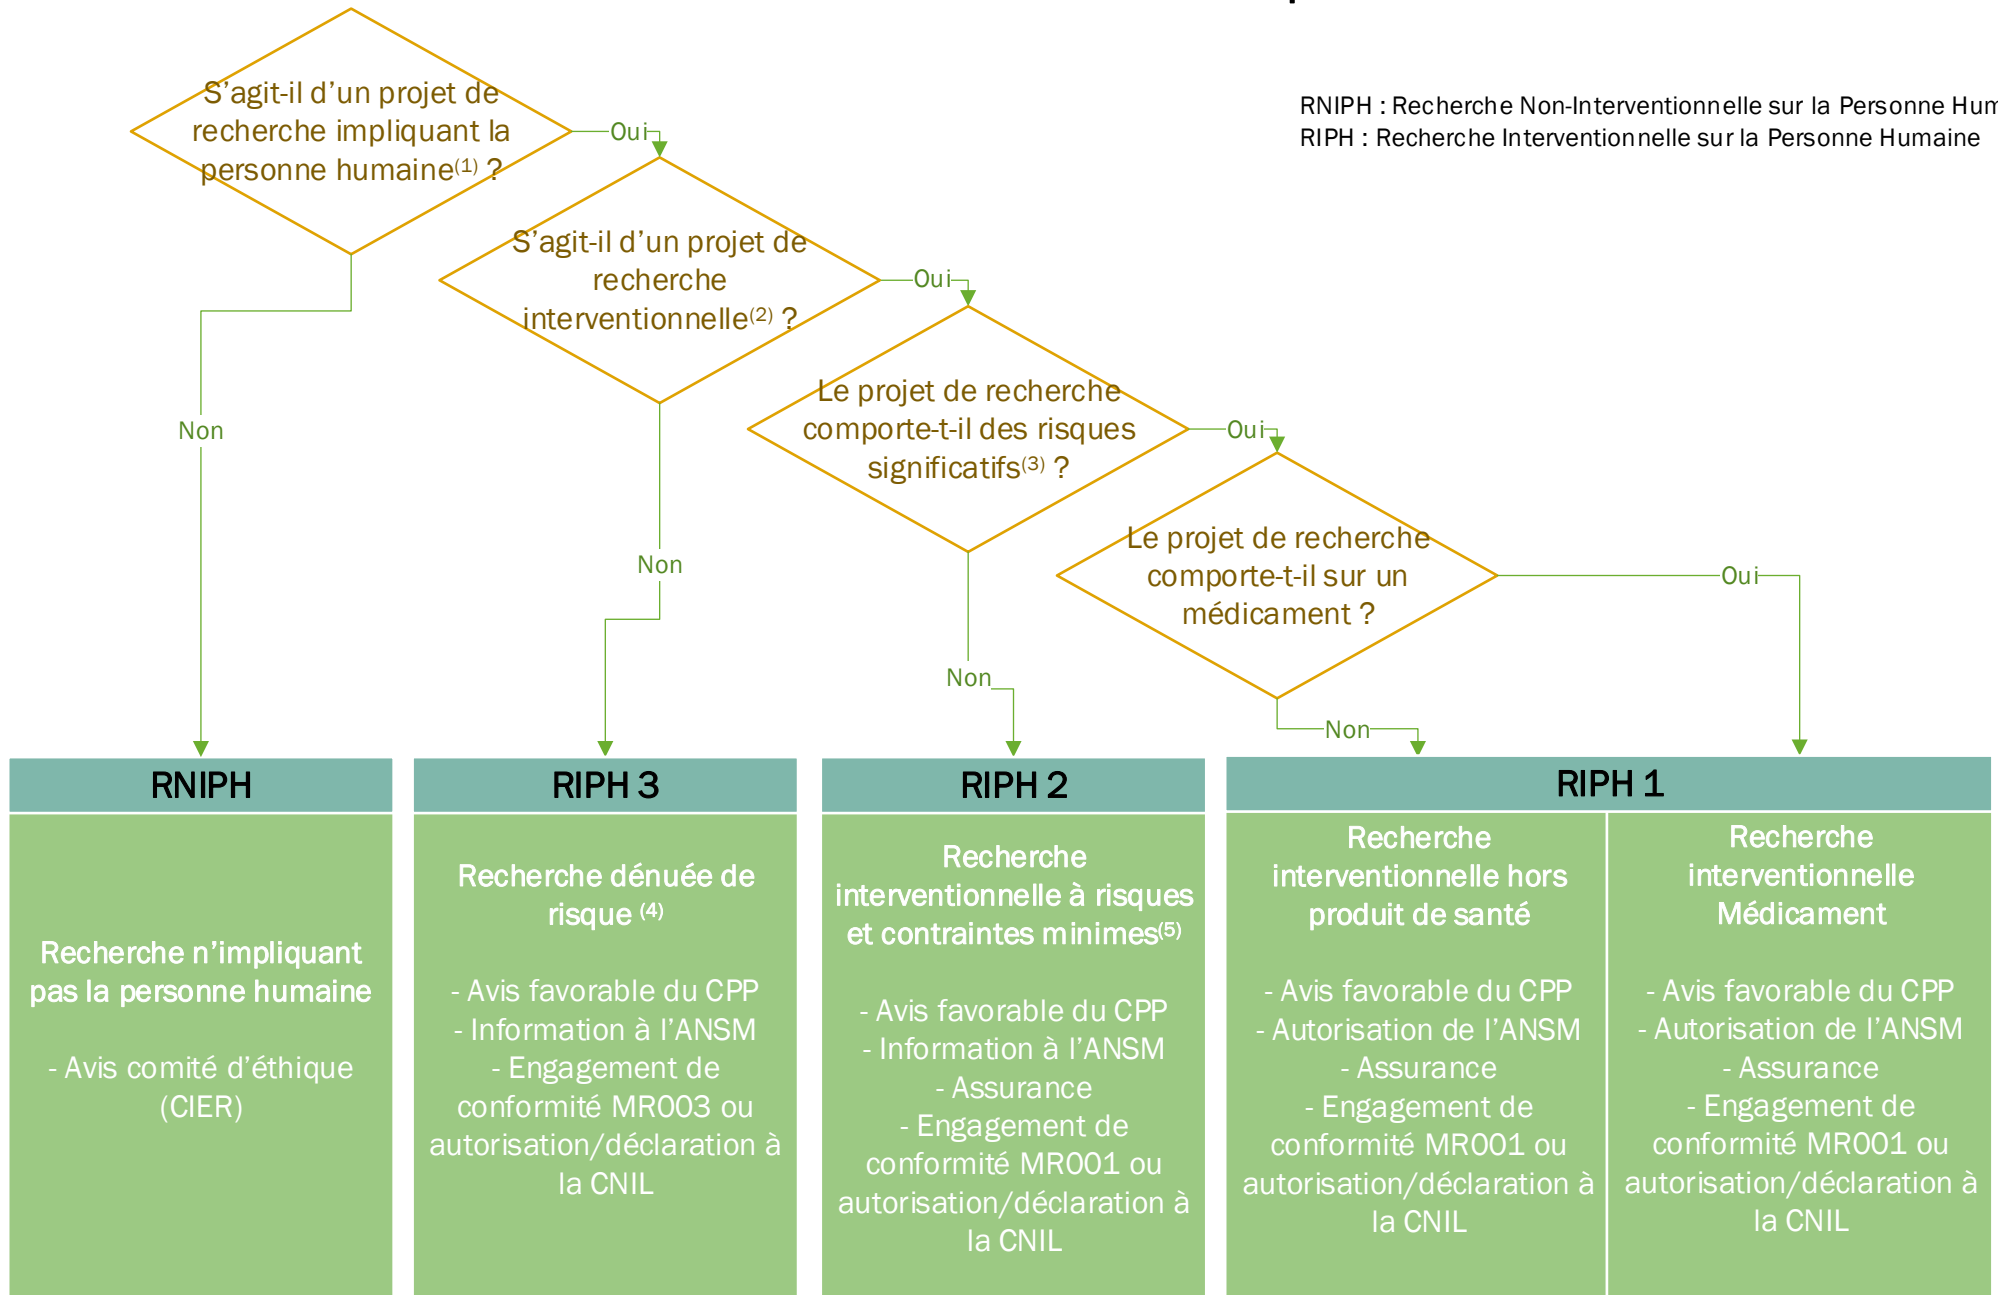 S'agit-il d'un projet de
recherche impliquant la
personne humaine(1) ?
Oui
RNIPH : Recherche Non-Interventionnelle sur la Personne
RIPH : Recherche Interventionnelle sur la Personne Humaine
S'agit-il d'un projet de
recherche
interventionnelle(2) ?
Oui
Le projet de recherche
comporte-t-il des risques
significatifs(3) ?
Oui
Non
Le projet de recherche
comporte-t-il sur un
médicament ?
Oui
Non
Non
Non
RNIPH
Recherche n'impliquant
pas la personne humaine
- Avis comité d'éthique
(CIER)
RIPH 3
Recherche dénuée de
risque (4)
- Avis favorable du CPP
- Information à l'ANSM
- Engagement de
conformité MR003 ou
autorisation/déclaration à
la CNIL
RIPH 2
Recherche
interventionnelle à risques
et contraintes minimes(5)
- Avis favorable du CPP
- Information à l'ANSM
- Assurance
- Engagement de
conformité MR001 ou
autorisation/déclaration à
la CNIL
RIPH 1
Recherche
interventionnelle hors
produit de santé
- Avis favorable du CPP
- Autorisation de l'ANSM
- Assurance
- Engagement de
conformité MR001 ou
autorisation/déclaration à
la CNIL
Recherche
interventionnelle
Médicament
- Avis favorable du CPP
- Autorisation de l'ANSM
- Assurance
- Engagement de
conformité MR001 ou
autorisation/déclaration à
la CNIL